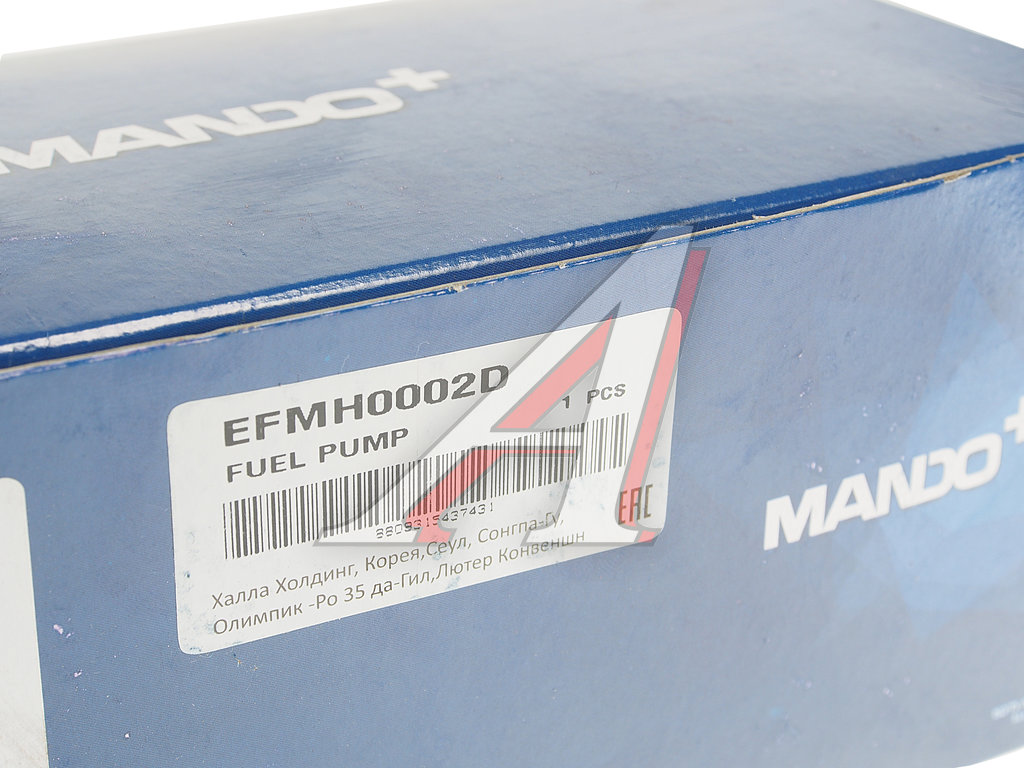 MANDO+
EFMH0002D
1 PCS
FUEL PUMP
8809315437431
EAC
Халла Холдинг, Корея,Сеул, Сонгпа-Гу,
Олимпик -Ро 35 да-Гил,Лютер Конвеншн
MANDO+